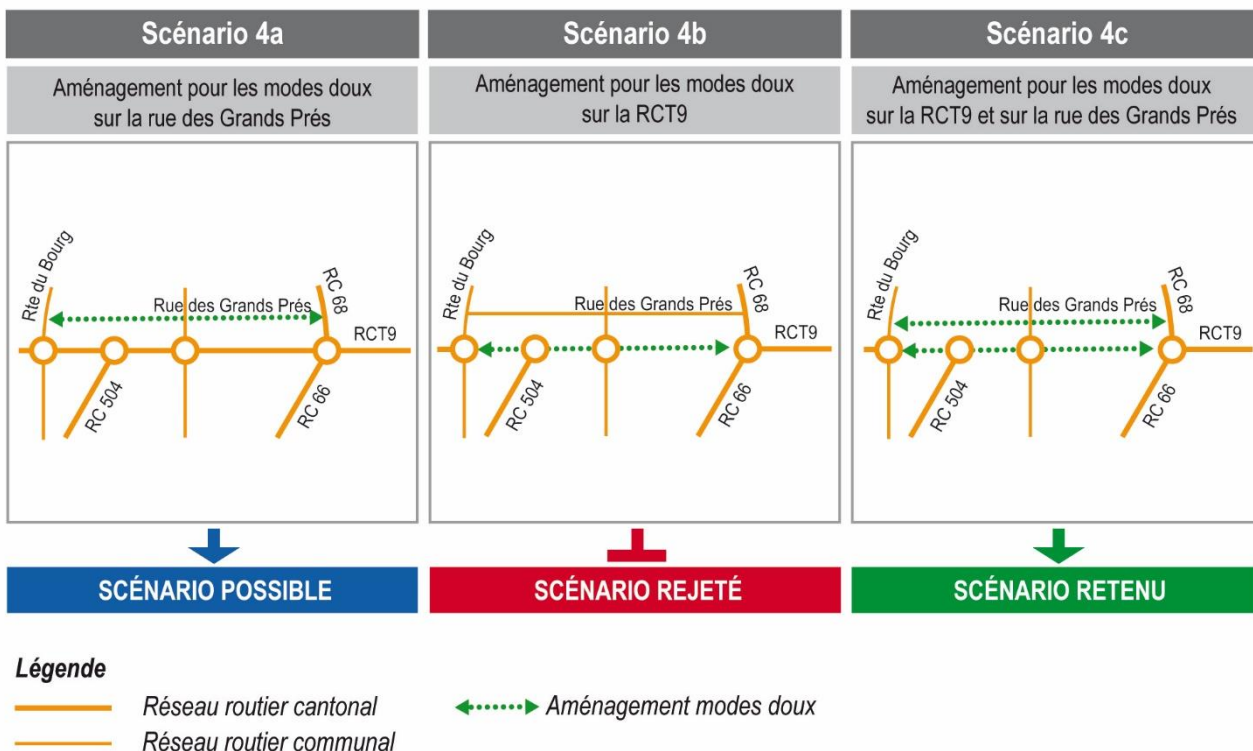 Scénario 4a
Aménagement pour les modes doux
sur la rue des Grands Prés
Rte du Bourg
Rue des Grands Prés
RC 68
RCT9
RC 504
RC 66
SCÉNARIO POSSIBLE
Scénario 4b
Aménagement pour les modes doux
sur la RCT9
Rte du Bourg
Rue des Grands Prés
RC 68
RCT9
RC 504
RC 66
SCÉNARIO REJETÉ
Scénario 4c
Aménagement pour les modes doux
sur la RCT9 et sur la rue des Grands Prés
Rte du Bourg
Rue des Grands Prés
RC 68
RCT9
RC 504
RC 66
SCÉNARIO RETENU
Légende
Réseau routier cantonal
Réseau routier communal
Aménagement modes doux